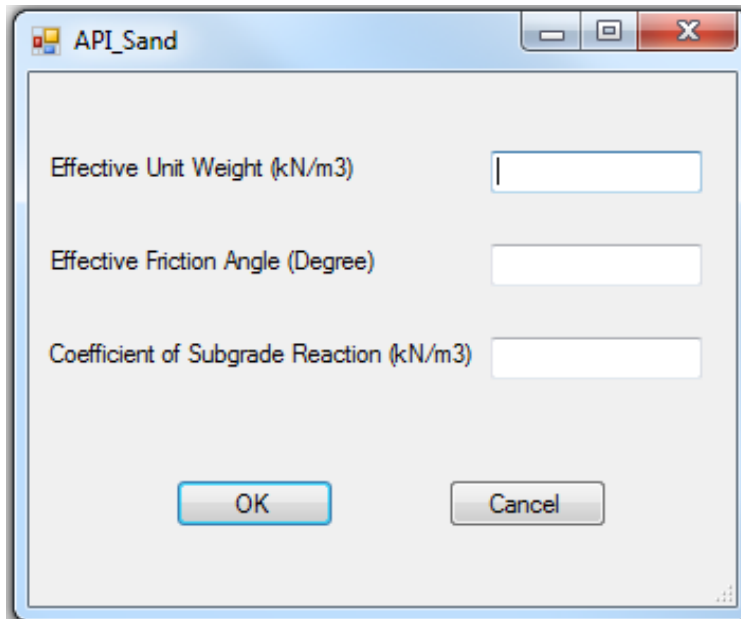 API_Sand
Effective Unit Weight (kN/m3)
Effective Friction Angle (Degree)
Coefficient of Subgrade Reaction (kN/m3)
OK Cancel